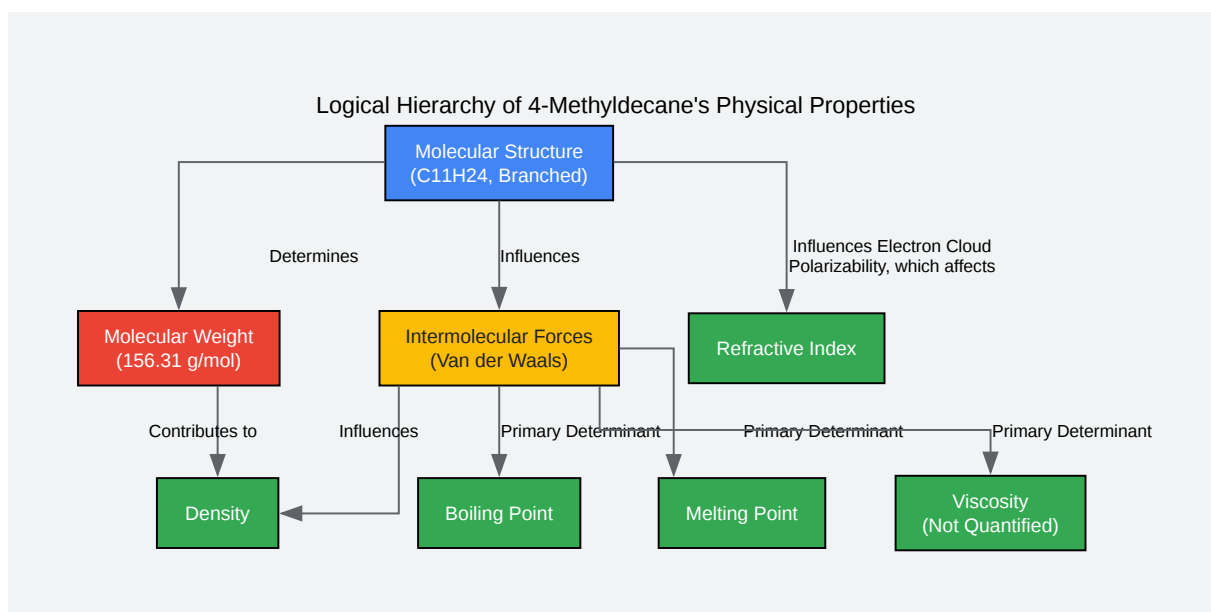 Logical Hierarchy of 4-Methyldecane's Physical Properties
Molecular Structure
(C11H24, Branched)
Determines
Influences
Influences Electron Cloud
Polarizability, which affects
Molecular Weight
(156.31 g/mol)
Intermolecular Forces
(Van der Waals)
Refractive Index
Contributes to
Influences
Primary Determinant
Primary Determinant
Primary Determinant
Density
Boiling Point
Melting Point
Viscosity
(Not Quantified)